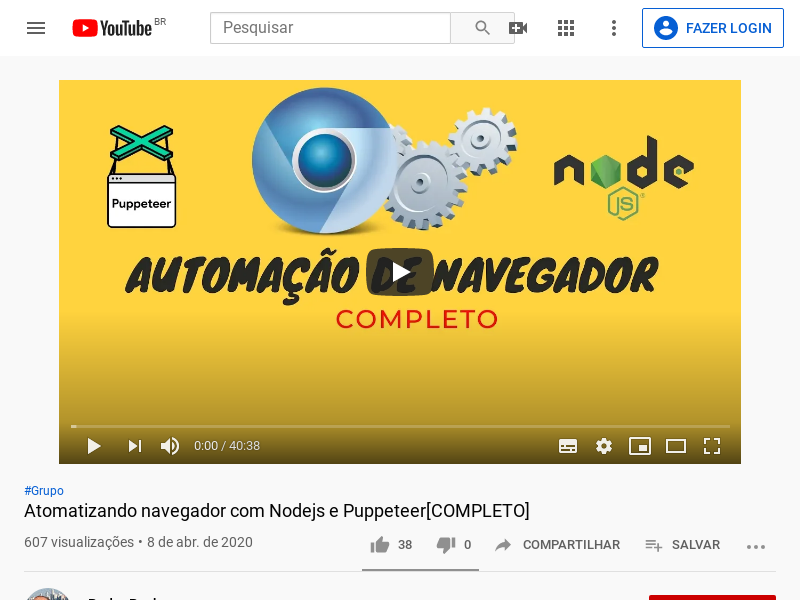 YouTube BR
Pesquisar
FAZER LOGIN
Puppeteer
node
JS
AUTOMAÇÃO DE NAVEGADOR
COMPLETO
0:00 / 40:38
#Grupo
Atomatizando navegador com Nodejs e Puppeteer[COMPLETO]
607 visualizações • 8 de abr. de 2020
38
0
COMPARTILHAR
SALVAR